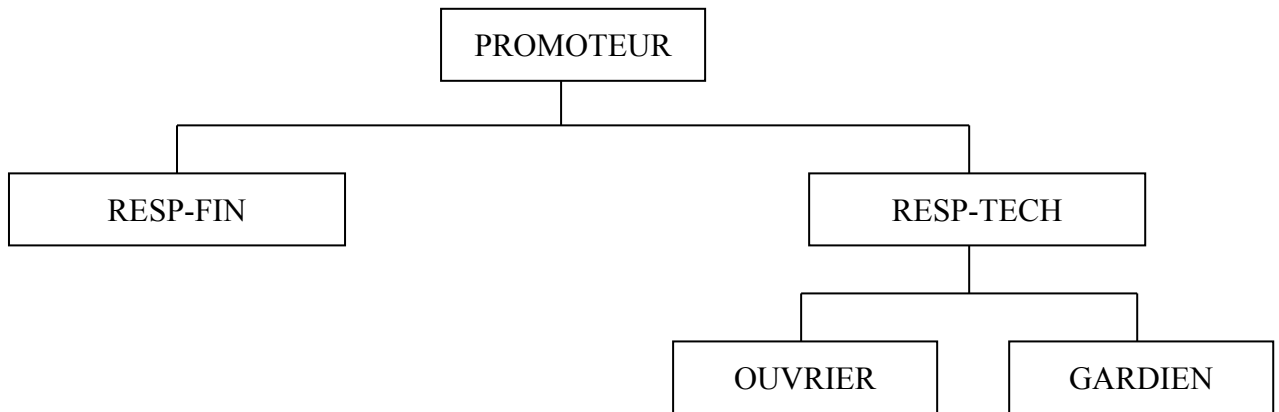 PROMOTEUR
RESP-FIN
RESP-TECH
OUVRIER
GARDIEN